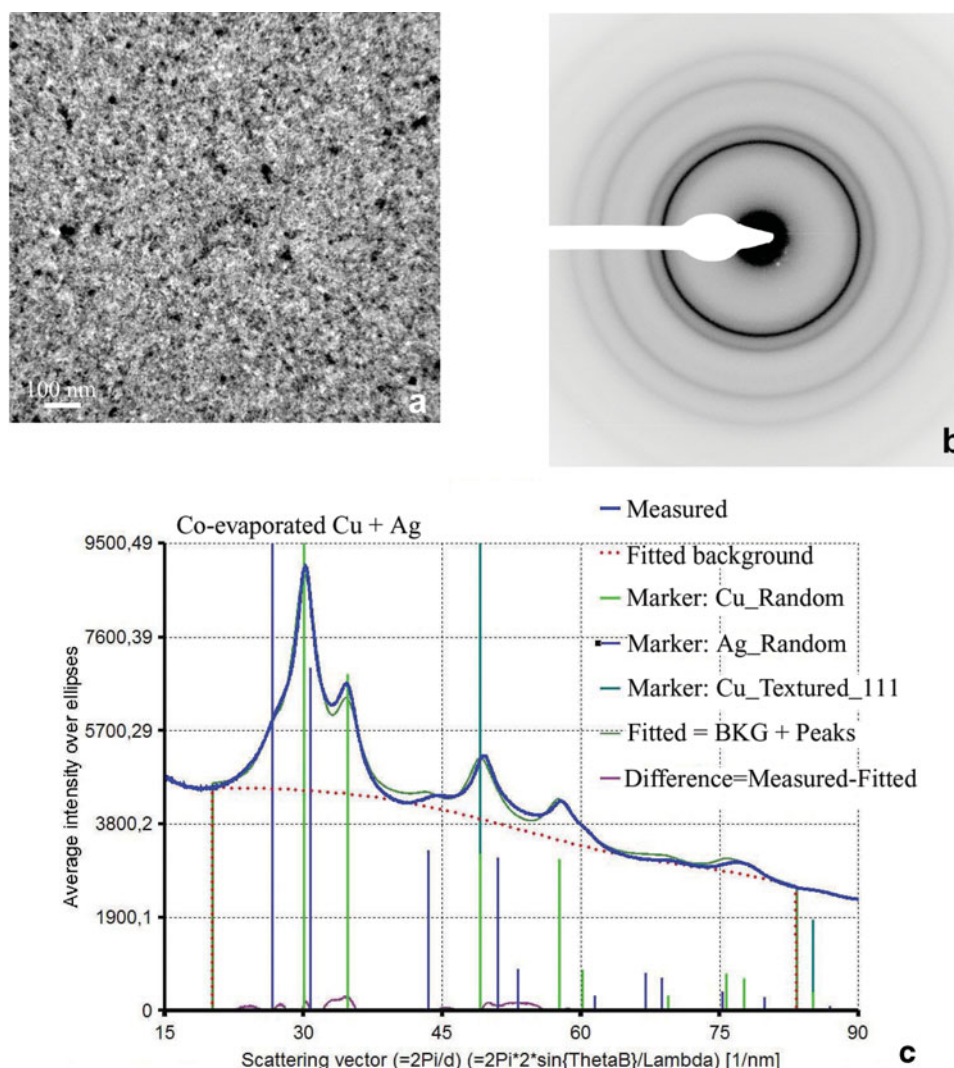 100 nm
a
b
Co-evaporated Cu + Ag
Measured
Fitted background
Marker: Cu_Random
Marker: Ag_Random
Marker: Cu_Textured_111
Fitted = BKG + Peaks
Difference=Measured-Fitted
Average intensity over ellipses
9500,49
7600,39
5700,29
3800,2
1900,1
0
15 30 45 60 75 90
Scattering vector (=2Pi/d) (=2Pi*2*sin{ThetaB}/Lambda) [1/nm]
c